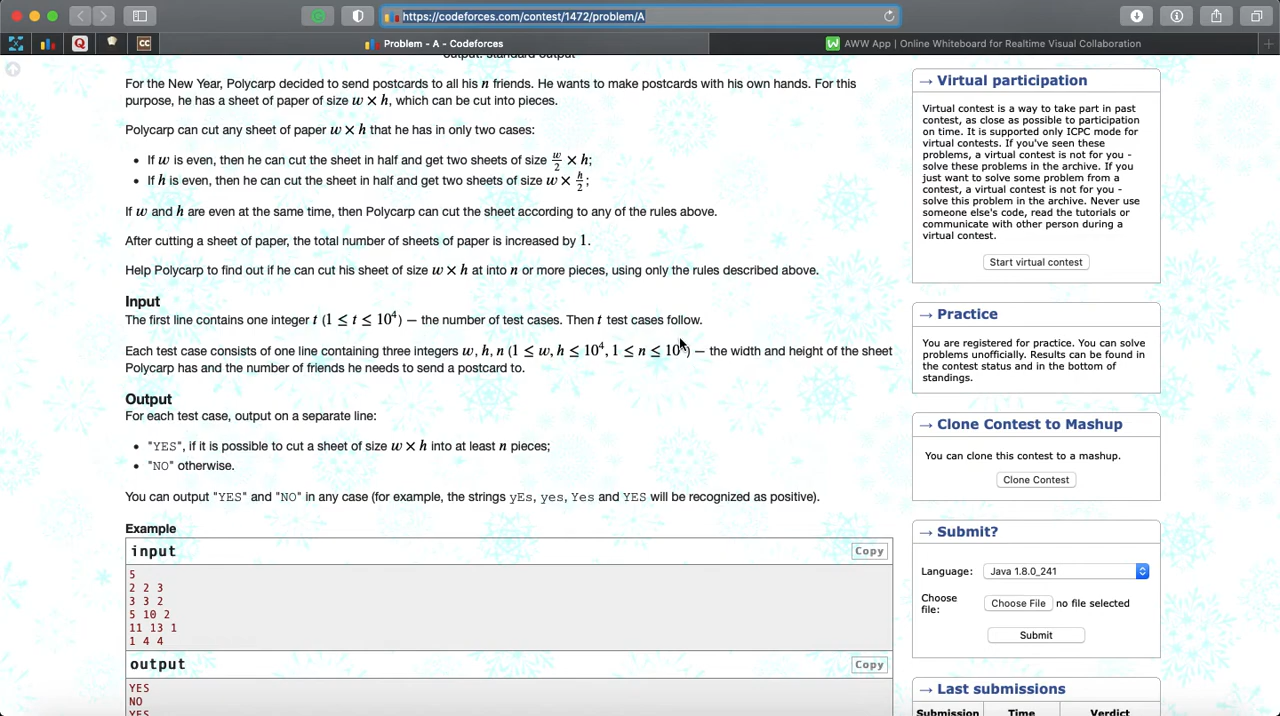 https://codeforces.com/contest/1472/problem/A
Problem - A - Codeforces
AWW App | Online Whiteboard for Realtime Visual Collaboration
output: standard output
For the New Year, Polycarp decided to send postcards to all his n friends. He wants to make postcards with his own hands. For this
purpose, he has a sheet of paper of size w × h, which can be cut into pieces.
Polycarp can cut any sheet of paper w × h that he has in only two cases:
• If w is even, then he can cut the sheet in half and get two sheets of size w/2 × h;
• If h is even, then he can cut the sheet in half and get two sheets of size w × h/2;
If w and h are even at the same time, then Polycarp can cut the sheet according to any of the rules above.
After cutting a sheet of paper, the total number of sheets of paper is increased by 1.
Help Polycarp to find out if he can cut his sheet of size w × h at into n or more pieces, using only the rules described above.
Input
The first line contains one integer t (1 ≤ t ≤ 10^4) — the number of test cases. Then t test cases follow.
Each test case consists of one line containing three integers w, h, n (1 ≤ w, h ≤ 10^4, 1 ≤ n ≤ 10) — the width and height of the sheet
Polycarp has and the number of friends he needs to send a postcard to.
Output
For each test case, output on a separate line:
• "YES", if it is possible to cut a sheet of size w × h into at least n pieces;
• "NO" otherwise.
You can output "YES" and "NO" in any case (for example, the strings yEs, yes, Yes and YES will be recognized as positive).
Example
input
Copy
5
2 2 3
3 3 2
5 10 2
11 13 1
1 4 4
output
Copy
YES
NO
YES
→ Virtual participation
Virtual contest is a way to take part in past
contest, as close as possible to participation
on time. It is supported only ICPC mode for
virtual contests. If you've seen these
problems, a virtual contest is not for you -
solve these problems in the archive. If you
just want to solve some problem from a
contest, a virtual contest is not for you -
solve this problem in the archive. Never use
someone else's code, read the tutorials or
communicate with other person during a
virtual contest.
Start virtual contest
→ Practice
You are registered for practice. You can solve
problems unofficially. Results can be found in
the contest status and in the bottom of
standings.
→ Clone Contest to Mashup
You can clone this contest to a mashup.
Clone Contest
→ Submit?
Language:
Java 1.8.0_241
Choose
file:
Choose File
no file selected
Submit
→ Last submissions
Submission
Time
Verdict